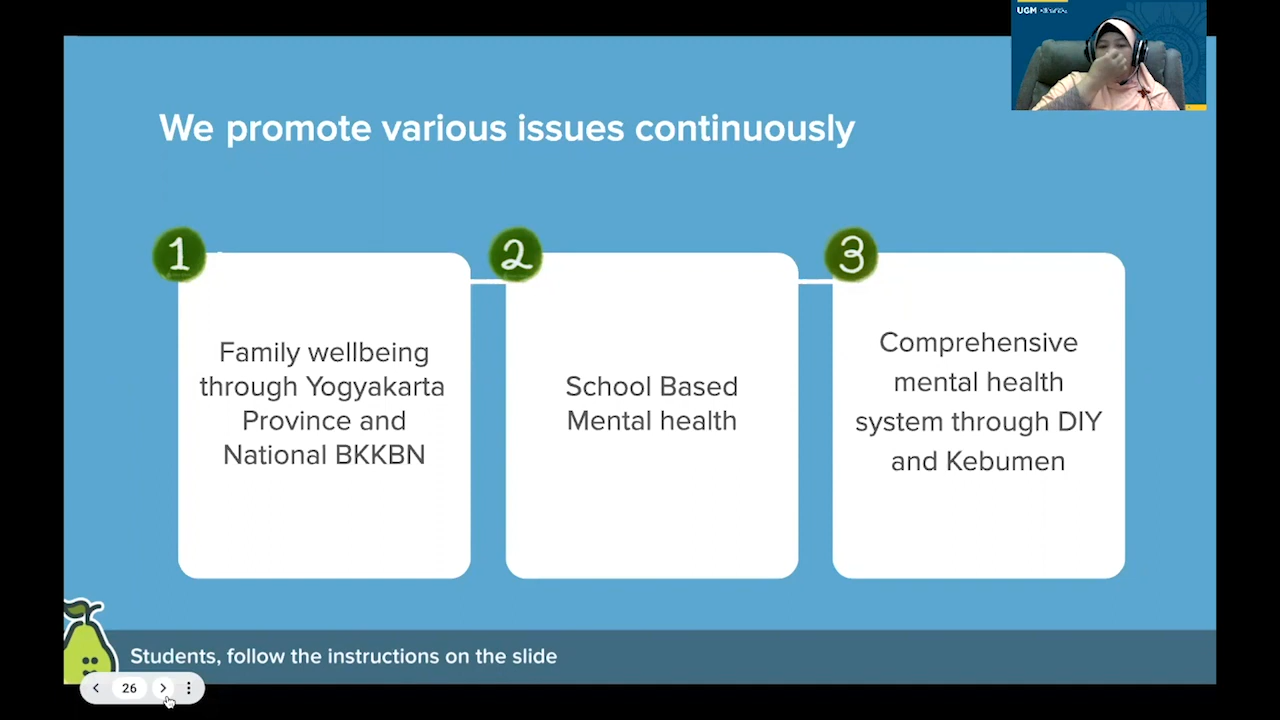 UGM
We promote various issues continuously
1
2
3
Family wellbeing
through Yogyakarta
Province and
National BKKBN
School Based
Mental health
Comprehensive
mental health
system through DIY
and Kebumen
Students, follow the instructions on the slide
26